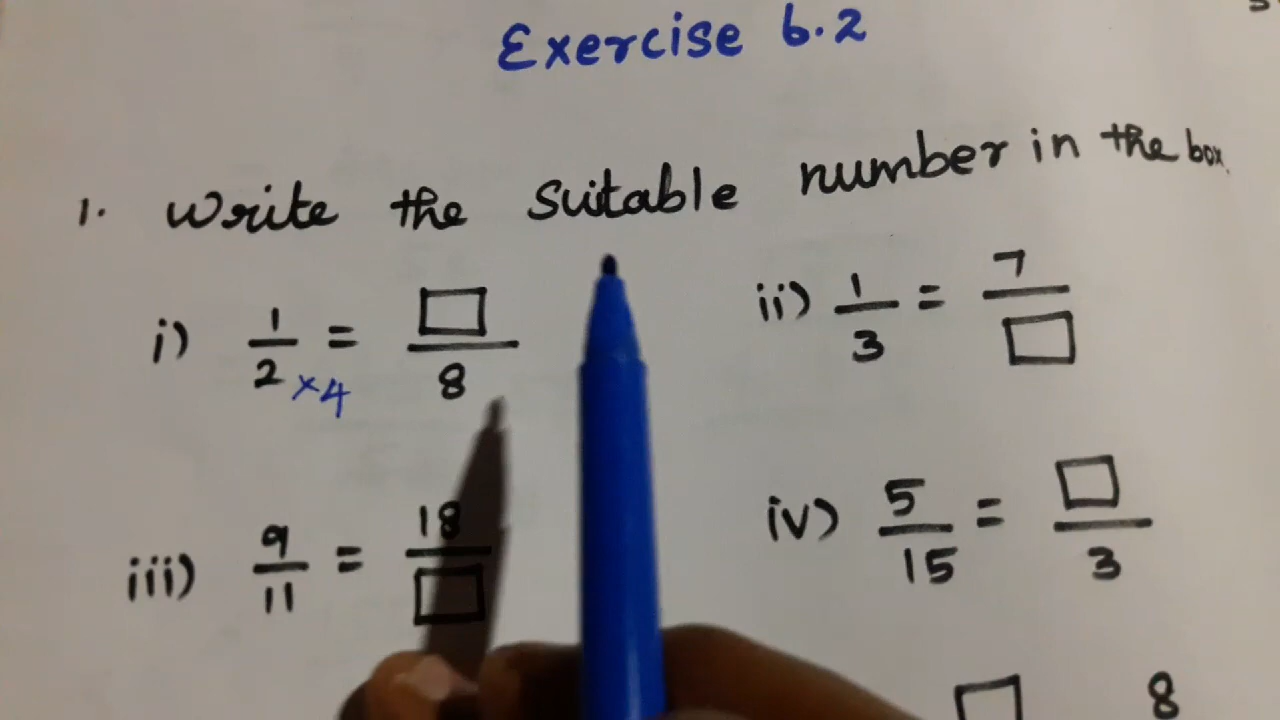 Exercise 6.2
1. Write the suitable number in the box.
i) 1/2 ×4 = □/8
ii) 1/3 = 7/□
iii) 9/11 = 18/□
iv) 5/15 = □/3
□ 8